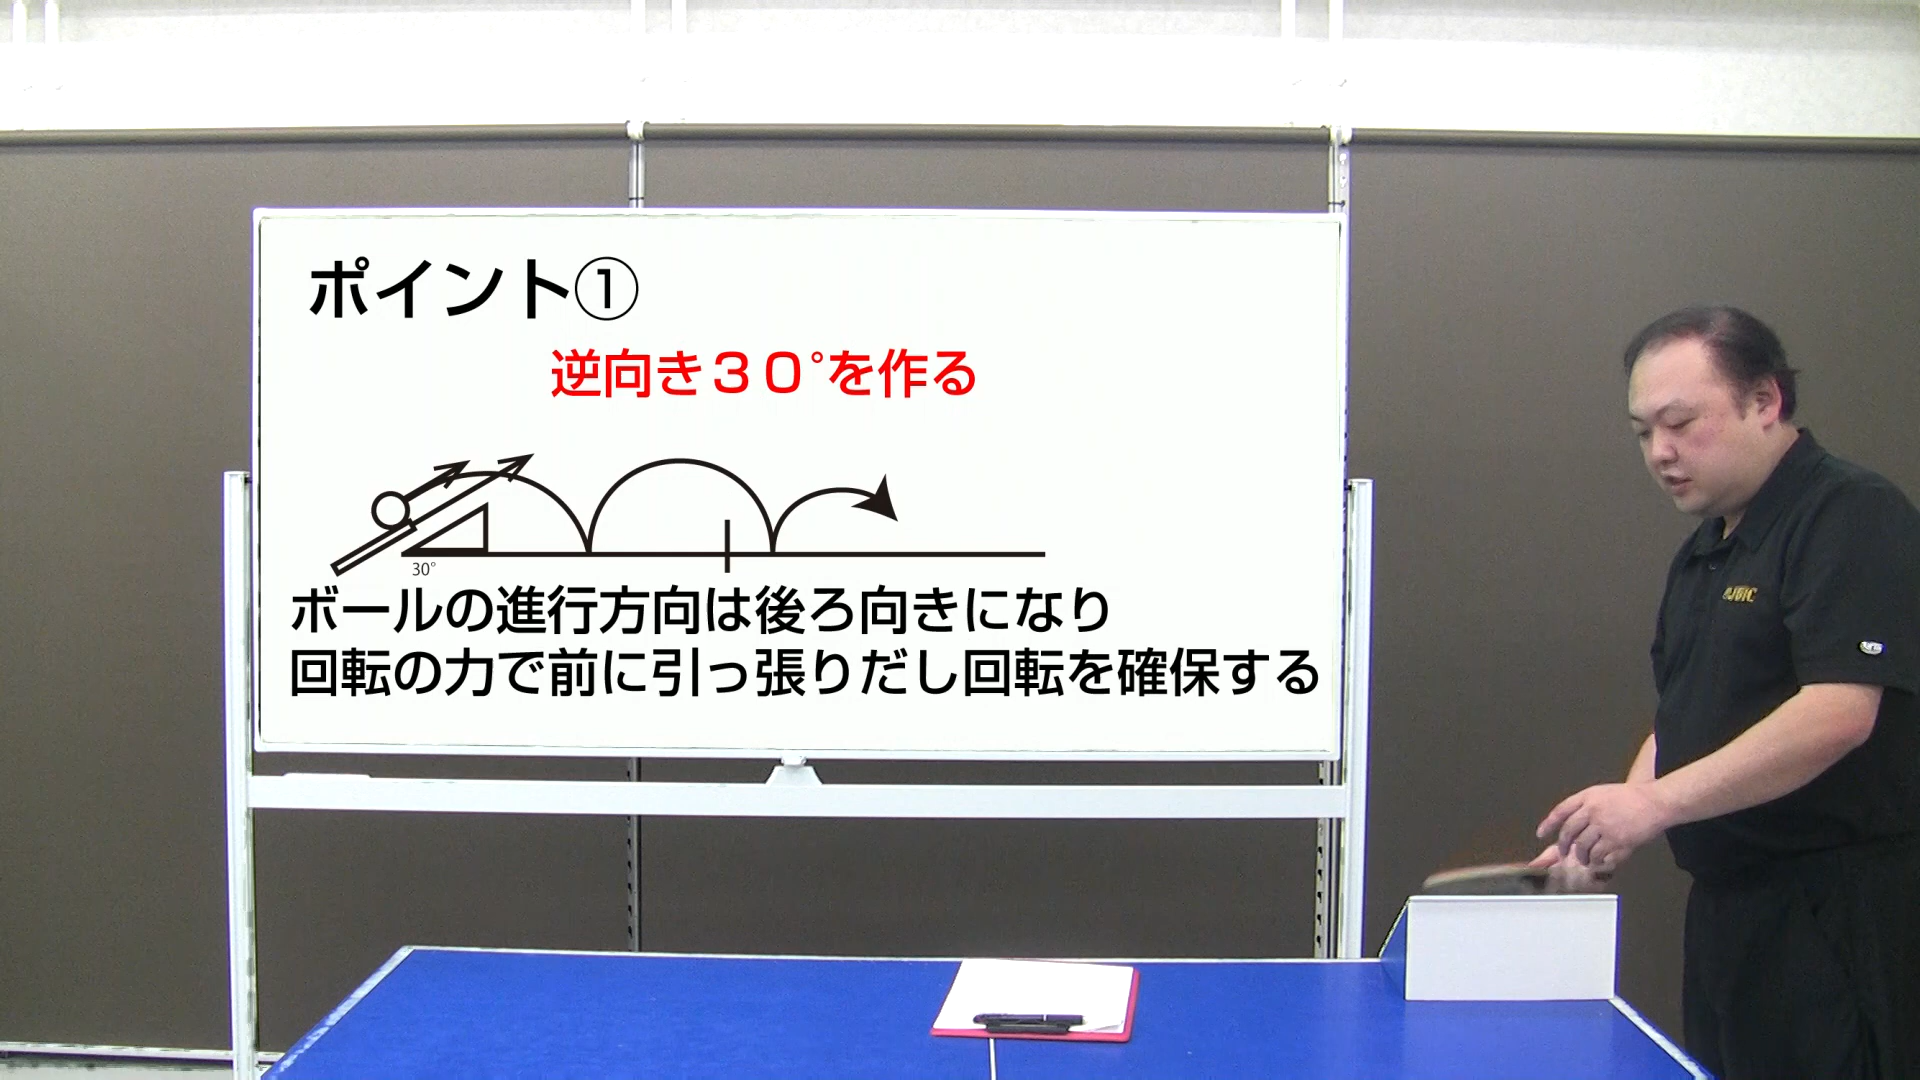 ポイント①
逆向き３０°を作る
30°
ボールの進行方向は後ろ向きになり
回転の力で前に引っ張りだし回転を確保する